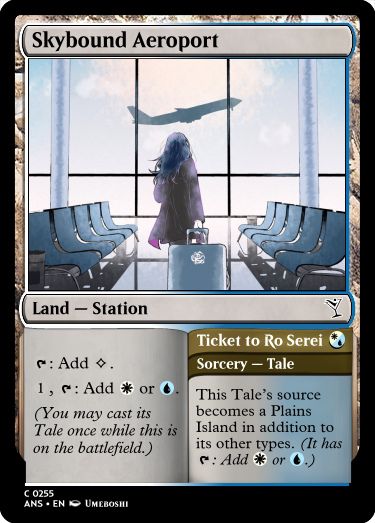 Skybound Aeroport
Land — Station
: Add .
1 , : Add or .
(You may cast its
Tale once while this is
on the battlefield.)
Ticket to Ro Serei
Sorcery — Tale
This Tale's source
becomes a Plains
Island in addition to
its other types. (It has
: Add or .)
C 0255
ANS • EN Umeboshi